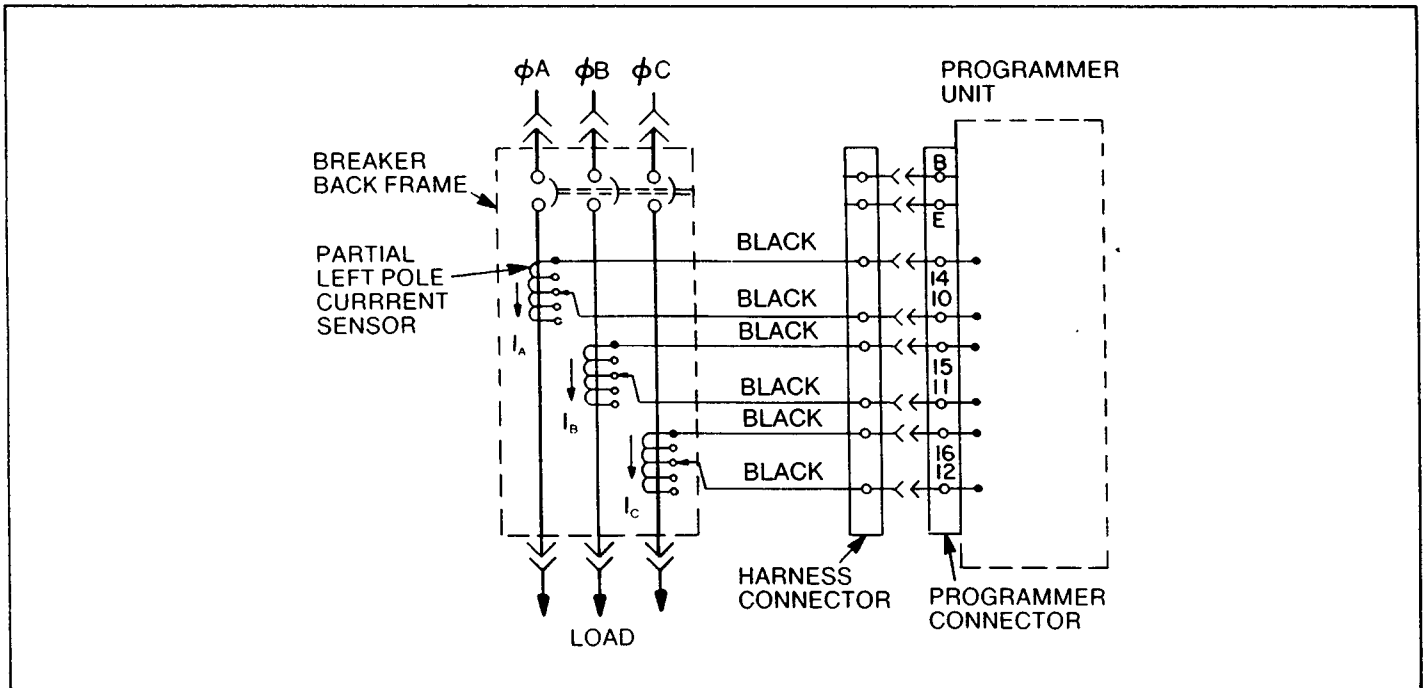 ϕA ϕB ϕC
PROGRAMMER
UNIT
BREAKER
BACK FRAME
PARTIAL
LEFT POLE
CURRRENT
SENSOR
I_A
I_B
I_C
BLACK
BLACK
BLACK
BLACK
BLACK
BLACK
B
E
14
10
15
11
16
12
HARNESS
CONNECTOR
PROGRAMMER
CONNECTOR
LOAD